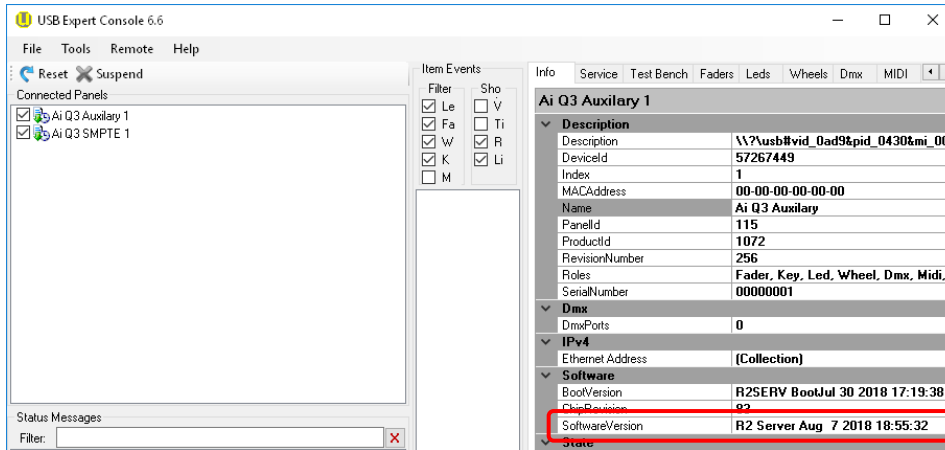 USB Expert Console 6.6
File Tools Remote Help
Reset Suspend
Connected Panels
Ai Q3 Auxilary 1
Ai Q3 SMPTE 1
Status Messages
Filter:
Item Events
Filter Sho
Le V
Fa Ti
W R
K Li
M
Info Service Test Bench Faders Leds Wheels Dmx MIDI
Ai Q3 Auxilary 1
Description
Description \\?\usb#vid_0ad9&pid_0430&mi_00
DeviceId 57267449
Index 1
MACAddress 00-00-00-00-00-00
Name Ai Q3 Auxilary
PanelId 115
ProductId 1072
RevisionNumber 256
Roles Fader, Key, Led, Wheel, Dmx, Midi,
SerialNumber 00000001
Dmx
DmxPorts 0
IPv4
Ethernet Address (Collection)
Software
BootVersion R2SERV BootJul 30 2018 17:19:38
ChipRevision 83
SoftwareVersion R2 Server Aug 7 2018 18:55:32
State